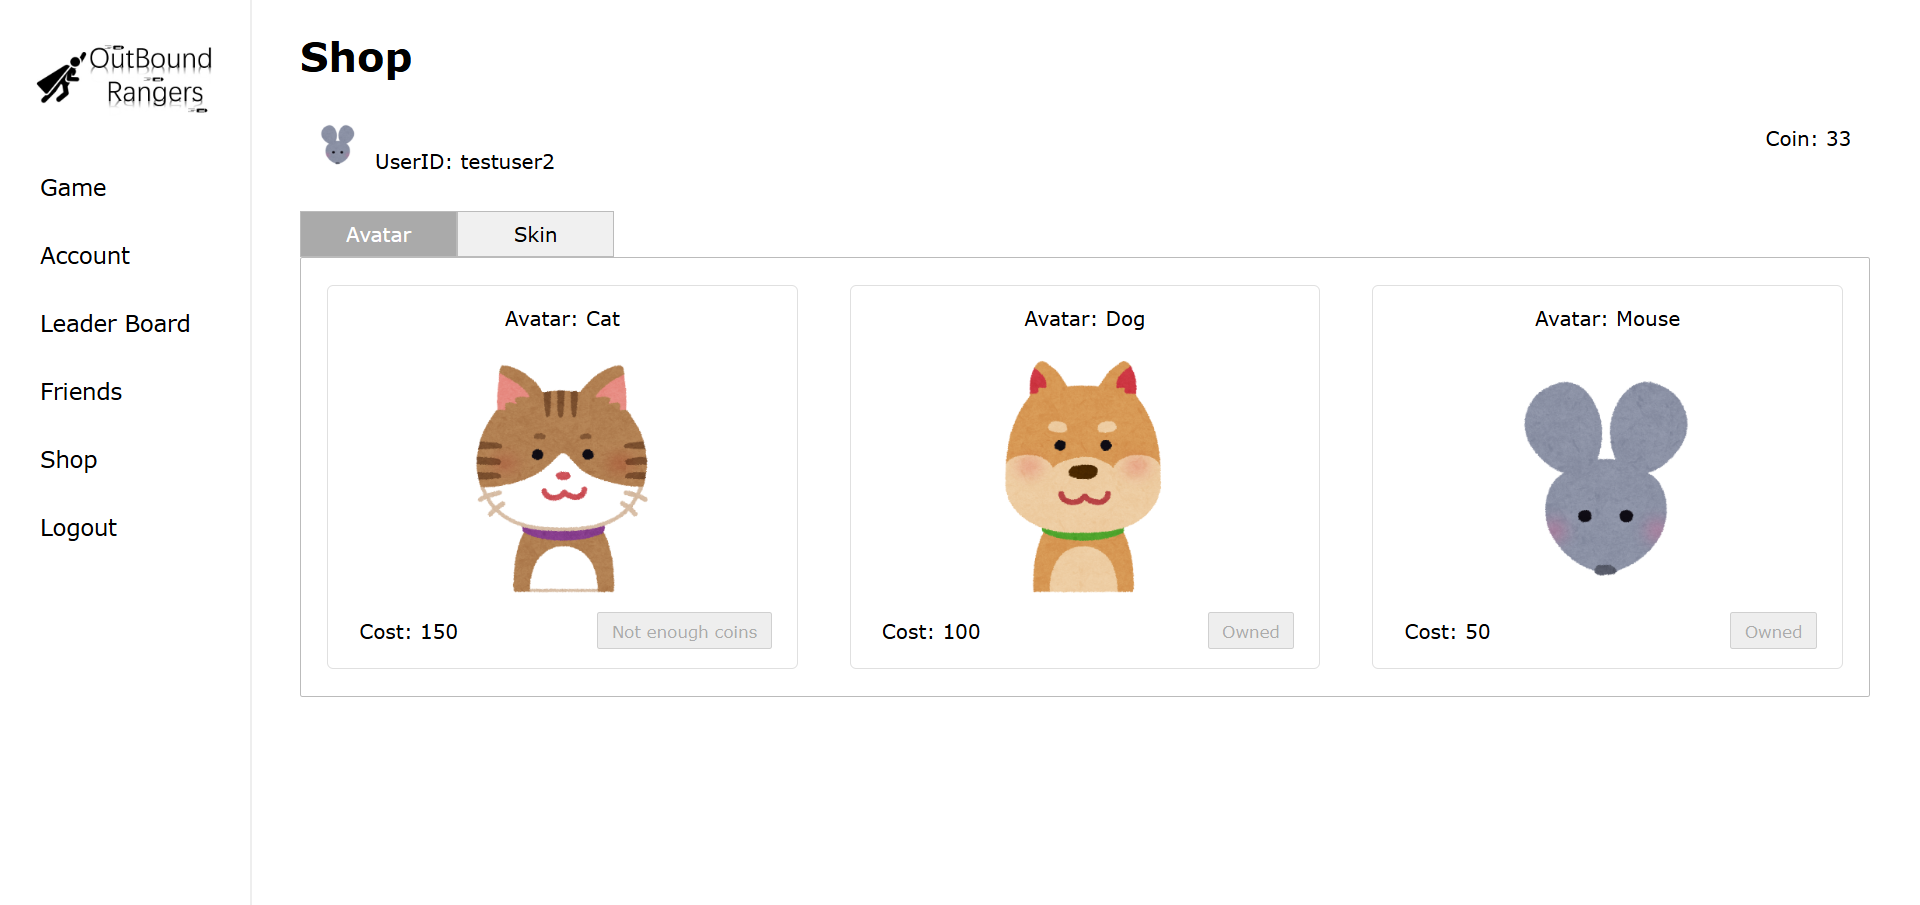 OutBound
Rangers
Game
Account
Leader Board
Friends
Shop
Logout
Shop
UserID: testuser2
Coin: 33
Avatar
Skin
Avatar: Cat
Cost: 150
Not enough coins
Avatar: Dog
Cost: 100
Owned
Avatar: Mouse
Cost: 50
Owned